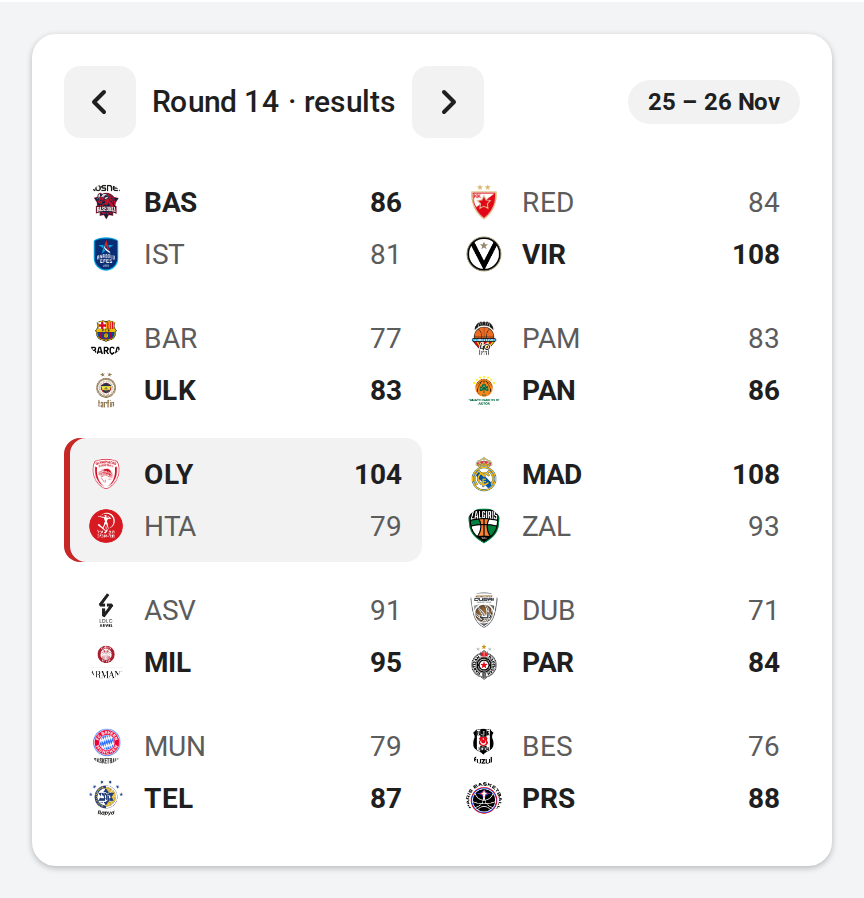 Round 14 · results
25 – 26 Nov
BAS 86
IST 81
RED 84
VIR 108
BAR 77
ULK 83
PAM 83
PAN 86
OLY 104
HTA 79
MAD 108
ZAL 93
ASV 91
MIL 95
DUB 71
PAR 84
MUN 79
TEL 87
BES 76
PRS 88